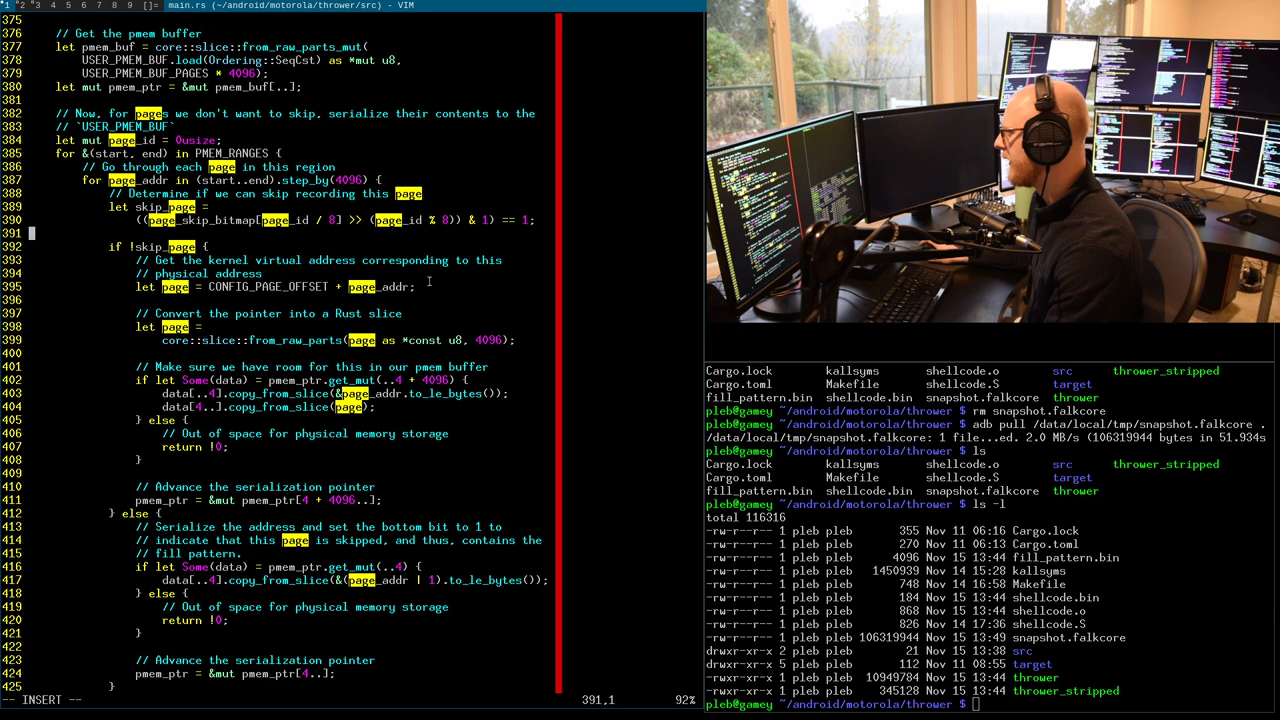 1 2 3 4 5 6 7 8 9 []= main.rs (~/android/motorola/thrower/src) - VIM
375
376 // Get the pmem buffer
377 let pmem_buf = core::slice::from_raw_parts_mut(
378 USER_PMEM_BUF.load(Ordering::SeqCst) as *mut u8,
379 USER_PMEM_BUF_PAGES * 4096);
380 let mut pmem_ptr = &mut pmem_buf[..];
381
382 // Now, for pages we don't want to skip, serialize their contents to the
383 // `USER_PMEM_BUF`
384 let mut page_id = 0usize;
385 for &(start, end) in PMEM_RANGES {
386 // Go through each page in this region
387 for page_addr in (start..end).step_by(4096) {
388 // Determine if we can skip recording this page
389 let skip_page =
390 ((page_skip_bitmap[page_id / 8] >> (page_id % 8)) & 1) == 1;
391
392 if !skip_page {
393 // Get the kernel virtual address corresponding to this
394 // physical address
395 let page = CONFIG_PAGE_OFFSET + page_addr;
396
397 // Convert the pointer into a Rust slice
398 let page =
399 core::slice::from_raw_parts(page as *const u8, 4096);
400
401 // Make sure we have room for this in our pmem buffer
402 if let Some(data) = pmem_ptr.get_mut(..4 + 4096) {
403 data[..4].copy_from_slice(&page_addr.to_le_bytes());
404 data[4..].copy_from_slice(page);
405 } else {
406 // Out of space for physical memory storage
407 return !0;
408 }
409
410 // Advance the serialization pointer
411 pmem_ptr = &mut pmem_ptr[4 + 4096..];
412 } else {
413 // Serialize the address and set the bottom bit to 1 to
414 // indicate that this page is skipped, and thus, contains the
415 // fill pattern.
416 if let Some(data) = pmem_ptr.get_mut(..4) {
417 data[..4].copy_from_slice(&(page_addr | 1).to_le_bytes());
418 } else {
419 // Out of space for physical memory storage
420 return !0;
421 }
422
423 // Advance the serialization pointer
424 pmem_ptr = &mut pmem_ptr[4..];
425 }
-- INSERT -- 391,1 92%
Cargo.lock kallsyms shellcode.o src thrower_stripped
Cargo.toml Makefile shellcode.S target
fill_pattern.bin shellcode.bin snapshot.falkcore thrower
pleb@gamey ~/android/motorola/thrower $ rm snapshot.falkcore
pleb@gamey ~/android/motorola/thrower $ adb pull /data/local/tmp/snapshot.falkcore .
/data/local/tmp/snapshot.falkcore: 1 file...ed. 2.0 MB/s (106319944 bytes in 51.934s
pleb@gamey ~/android/motorola/thrower $ ls
Cargo.lock kallsyms shellcode.o src thrower_stripped
Cargo.toml Makefile shellcode.S target
fill_pattern.bin shellcode.bin snapshot.falkcore thrower
pleb@gamey ~/android/motorola/thrower $ ls -l
total 116316
-rw-r--r-- 1 pleb pleb 355 Nov 11 06:16 Cargo.lock
-rw-r--r-- 1 pleb pleb 270 Nov 11 06:13 Cargo.toml
-rw-r--r-- 1 pleb pleb 4096 Nov 15 13:44 fill_pattern.bin
-rw-r--r-- 1 pleb pleb 1450939 Nov 14 15:28 kallsyms
-rw-r--r-- 1 pleb pleb 748 Nov 14 16:58 Makefile
-rw-r--r-- 1 pleb pleb 184 Nov 15 13:44 shellcode.bin
-rw-r--r-- 1 pleb pleb 868 Nov 15 13:44 shellcode.o
-rw-r--r-- 1 pleb pleb 826 Nov 14 17:36 shellcode.S
-rw-r--r-- 1 pleb pleb 106319944 Nov 15 13:49 snapshot.falkcore
drwxr-xr-x 2 pleb pleb 21 Nov 15 13:38 src
drwxr-xr-x 5 pleb pleb 112 Nov 11 08:55 target
-rwxr-xr-x 1 pleb pleb 10949784 Nov 15 13:44 thrower
-rwxr-xr-x 1 pleb pleb 345128 Nov 15 13:44 thrower_stripped
pleb@gamey ~/android/motorola/thrower $